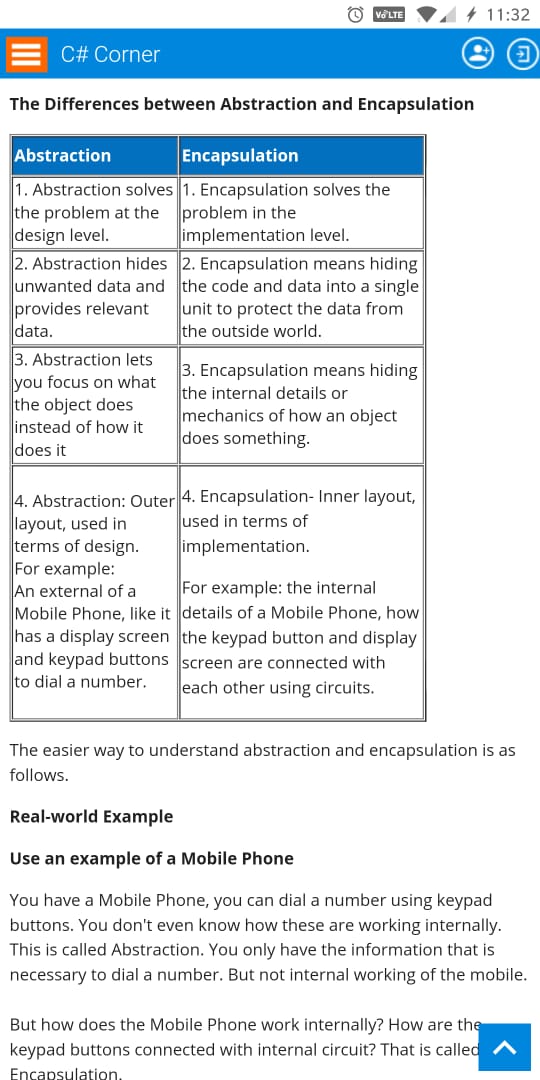 VoLTE 11:32
C# Corner
The Differences between Abstraction and Encapsulation
Abstraction
Encapsulation
1. Abstraction solves
the problem at the
design level.
1. Encapsulation solves the
problem in the
implementation level.
2. Abstraction hides
unwanted data and
provides relevant
data.
2. Encapsulation means hiding
the code and data into a single
unit to protect the data from
the outside world.
3. Abstraction lets
you focus on what
the object does
instead of how it
does it
3. Encapsulation means hiding
the internal details or
mechanics of how an object
does something.
4. Abstraction: Outer
layout, used in
terms of design.
For example:
An external of a
Mobile Phone, like it
has a display screen
and keypad buttons
to dial a number.
4. Encapsulation- Inner layout,
used in terms of
implementation.
For example: the internal
details of a Mobile Phone, how
the keypad button and display
screen are connected with
each other using circuits.
The easier way to understand abstraction and encapsulation is as
follows.
Real-world Example
Use an example of a Mobile Phone
You have a Mobile Phone, you can dial a number using keypad
buttons. You don't even know how these are working internally.
This is called Abstraction. You only have the information that is
necessary to dial a number. But not internal working of the mobile.
But how does the Mobile Phone work internally? How are the
keypad buttons connected with internal circuit? That is called
Encapsulation.